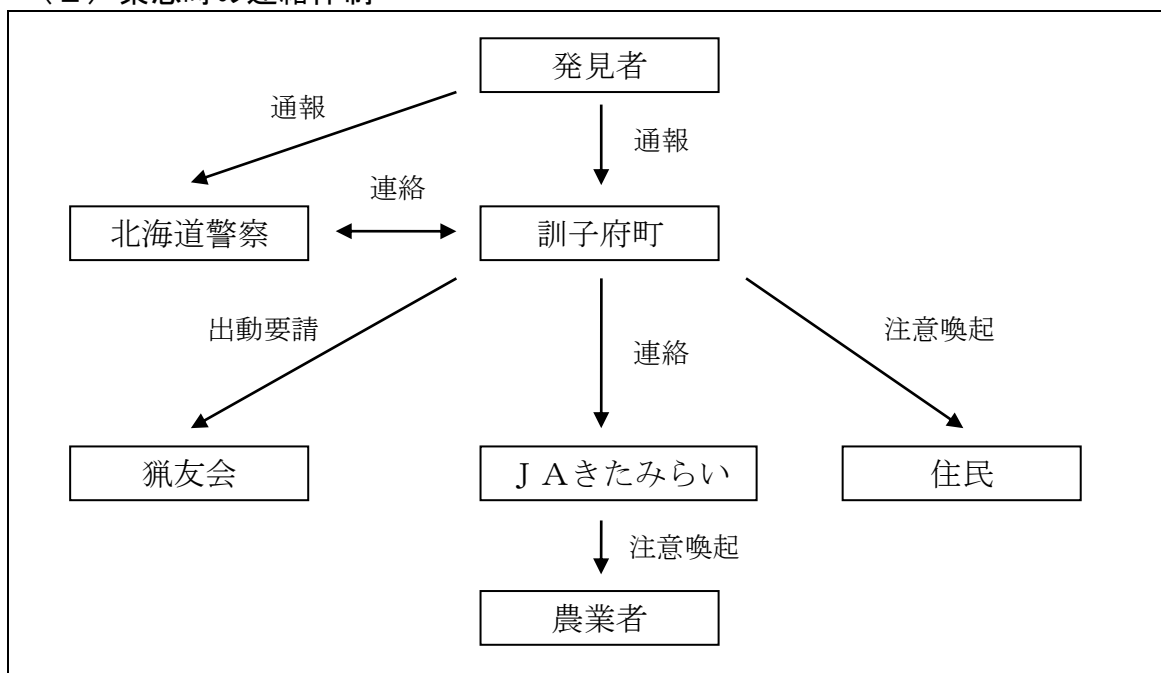 発見者
通報
通報
連絡
北海道警察
訓子府町
出動要請
連絡
注意喚起
猟友会
ＪＡきたみらい
住民
注意喚起
農業者